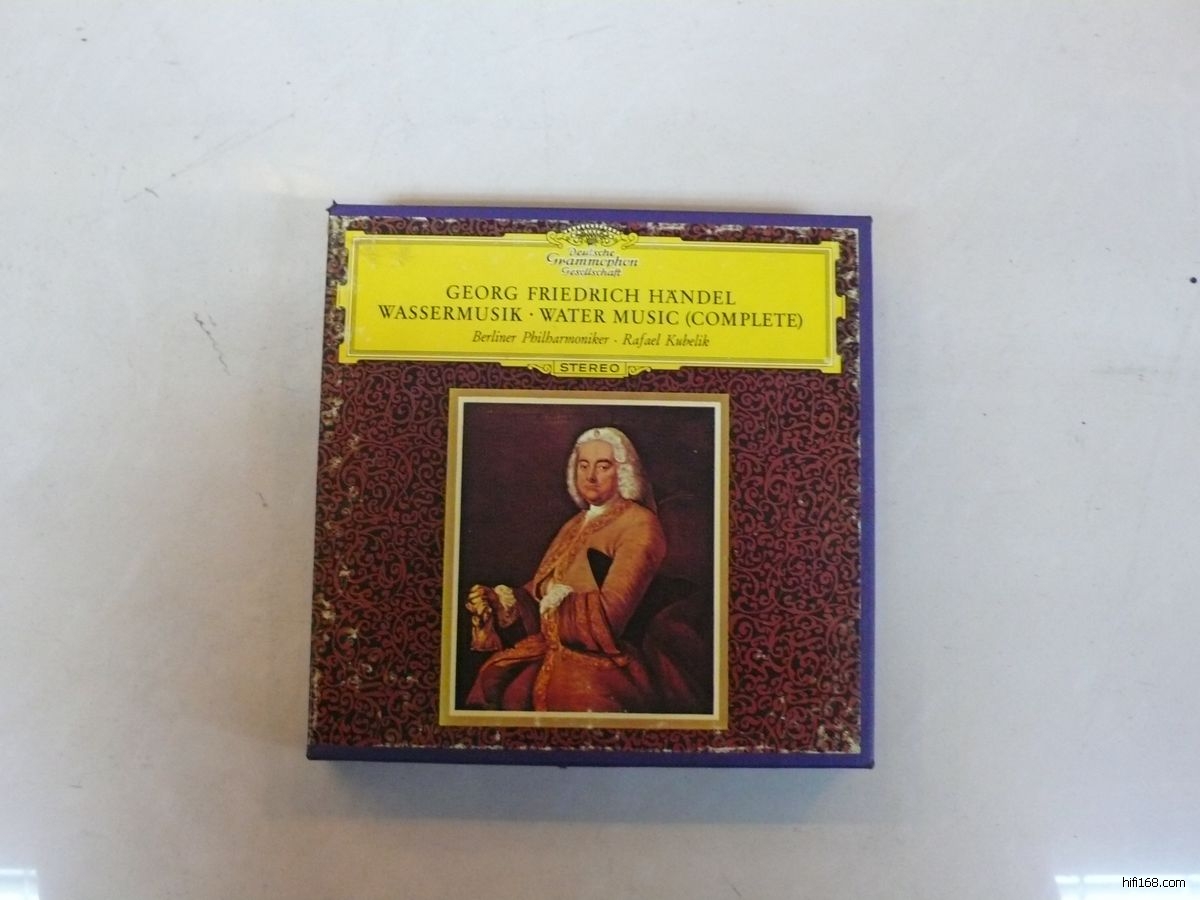 Deutsche
Grammophon
Gesellschaft
GEORG FRIEDRICH HÄNDEL
WASSERMUSIK · WATER MUSIC (COMPLETE)
Berliner Philharmoniker · Rafael Kubelik
STEREO
hifi168.com